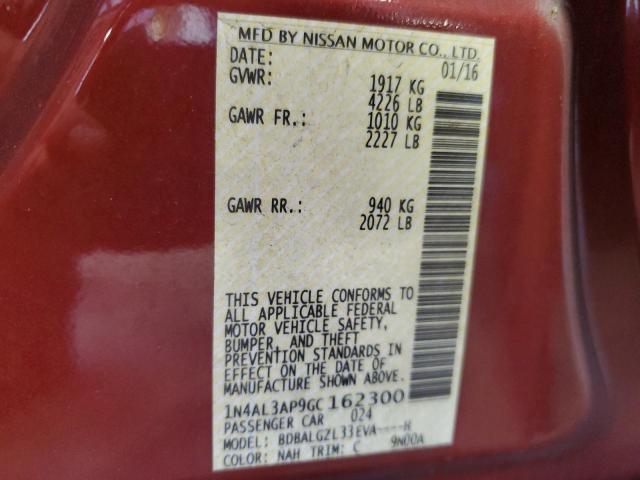 MFD BY NISSAN MOTOR CO., LTD.
DATE: 01/16
GVWR: 1917 KG
4226 LB
GAWR FR.: 1010 KG
2227 LB
GAWR RR.: 940 KG
2072 LB
THIS VEHICLE CONFORMS TO
ALL APPLICABLE FEDERAL
MOTOR VEHICLE SAFETY,
BUMPER, AND THEFT
PREVENTION STANDARDS IN
EFFECT ON THE DATE OF
MANUFACTURE SHOWN ABOVE.
1N4AL3AP9GC 162300
PASSENGER CAR 024
MODEL: BDBALGZL33EVA----H
COLOR: NAH TRIM: C 9N00A